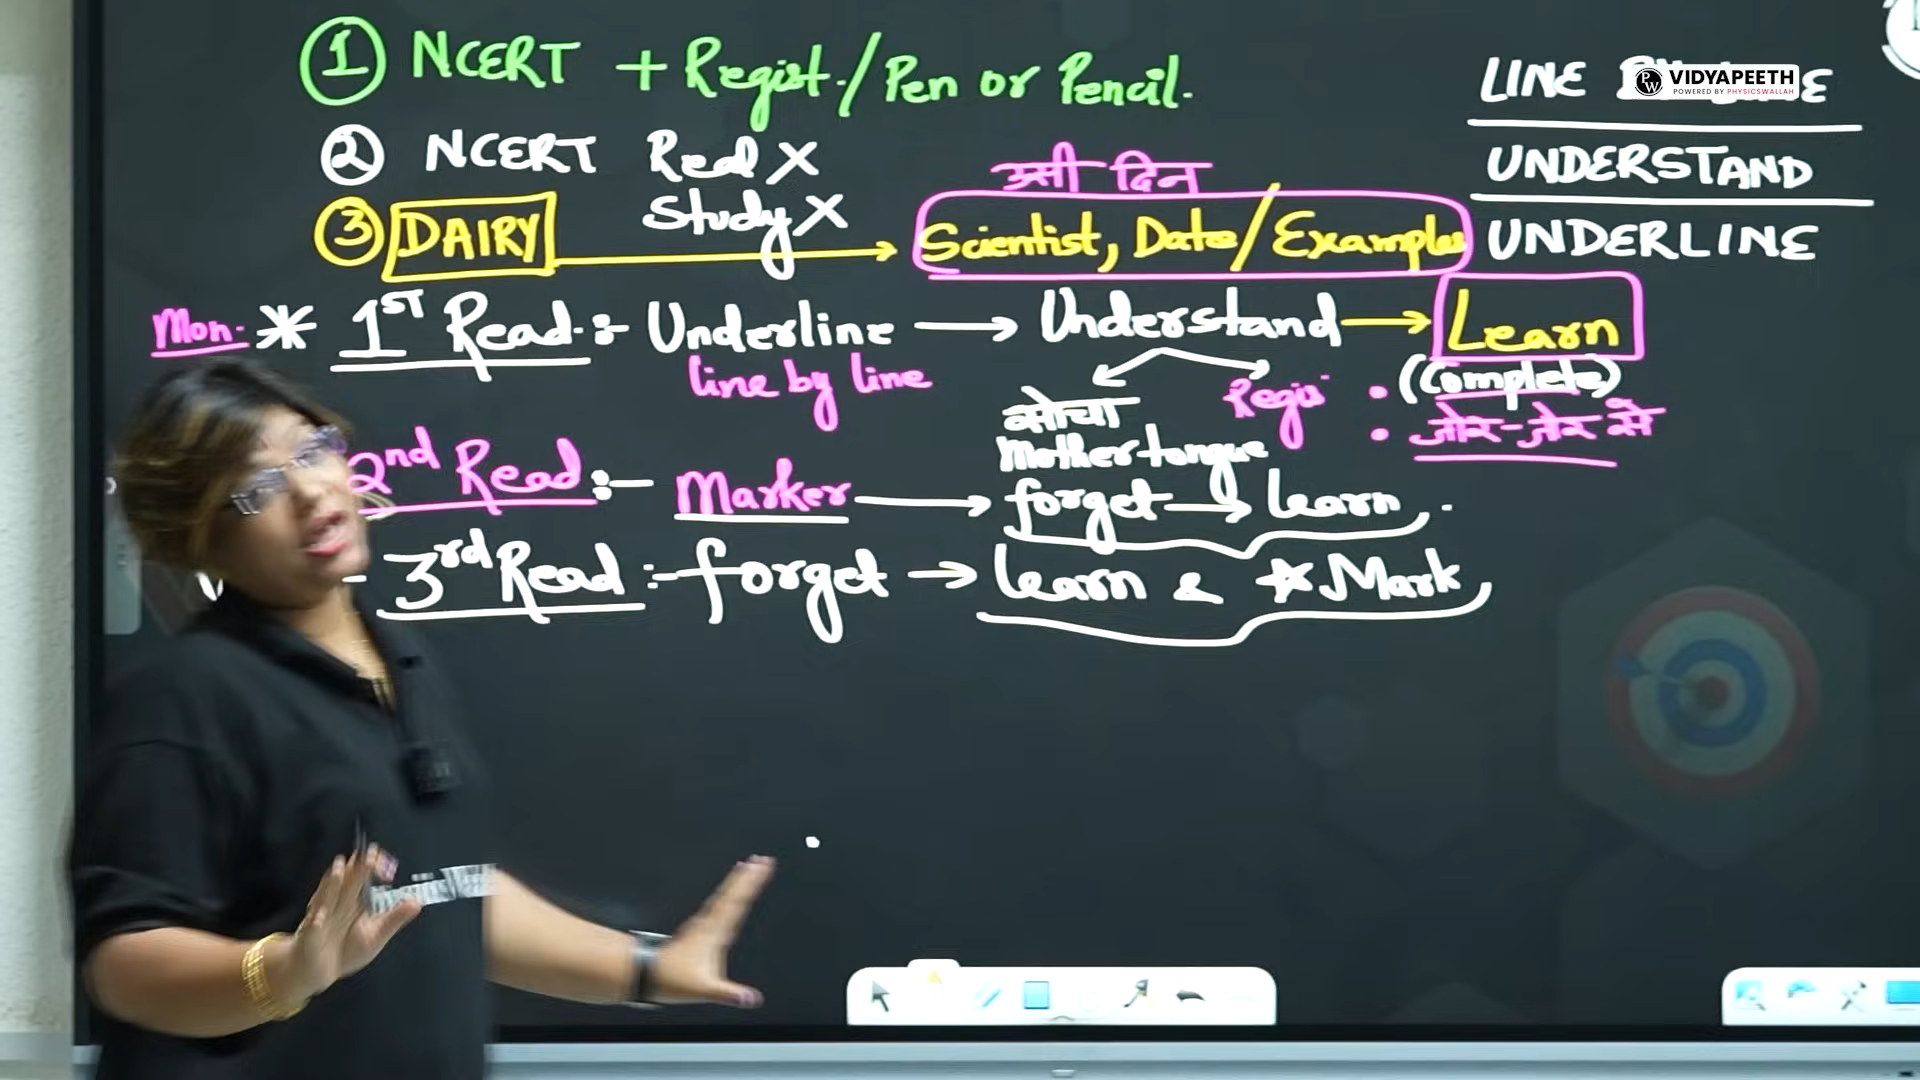 ① NCERT + Regist./Pen or Pencil.
② NCERT Read X
Study X
③ DAIRY → Scientist, Date/Examples
उसी दिन
LINE
VIDYAPEETH
POWERED BY PHYSICSWALLAH
UNDERSTAND
UNDERLINE
Mon. * 1ST Read :- Underline → Understand → Learn
line by line
सोचा
Mother tongue
Regis
• (Complete)
• जोर-जोर से
2nd Read :- Marker → forget → learn.
3rd Read :- forget → learn & ☆ Mark